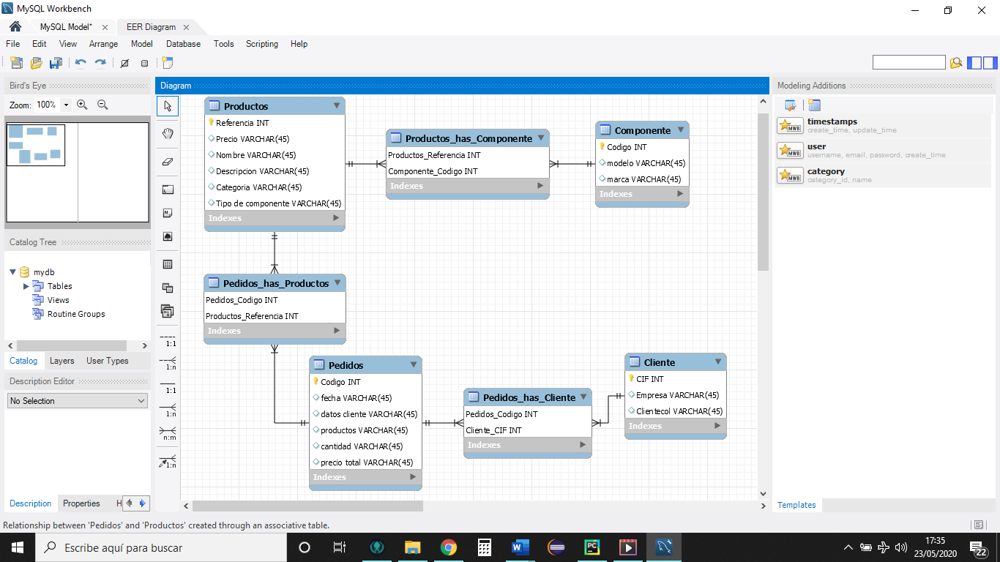 MySQL Workbench
MySQL Model*
EER Diagram
File Edit View Arrange Model Database Tools Scripting Help
Bird's Eye
Zoom: 100%
Catalog Tree
mydb
Tables
Views
Routine Groups
Catalog Layers User Types
Description Editor
No Selection
Description Properties H
Diagram
1:1
1:n
1:1
1:n
n:m
1:n
Productos
Referencia INT
Precio VARCHAR(45)
Nombre VARCHAR(45)
Descripcion VARCHAR(45)
Categoria VARCHAR(45)
Tipo de componente VARCHAR(45)
Indexes
Productos_has_Componente
Productos_Referencia INT
Componente_Codigo INT
Indexes
Componente
Codigo INT
modelo VARCHAR(45)
marca VARCHAR(45)
Indexes
Pedidos_has_Productos
Pedidos_Codigo INT
Productos_Referencia INT
Indexes
Pedidos
Codigo INT
fecha VARCHAR(45)
datos cliente VARCHAR(45)
productos VARCHAR(45)
cantidad VARCHAR(45)
precio total VARCHAR(45)
Indexes
Pedidos_has_Cliente
Pedidos_Codigo INT
Cliente_CIF INT
Indexes
Cliente
CIF INT
Empresa VARCHAR(45)
Clientecol VARCHAR(45)
Indexes
Modeling Additions
MWB
timestamps
create_time, update_time
MWB
user
username, email, password, create_time
MWB
category
category_id, name
Templates
Relationship between 'Pedidos' and 'Productos' created through an associative table.
Escribe aquí para buscar
W
PC
17:35
23/05/2020
22